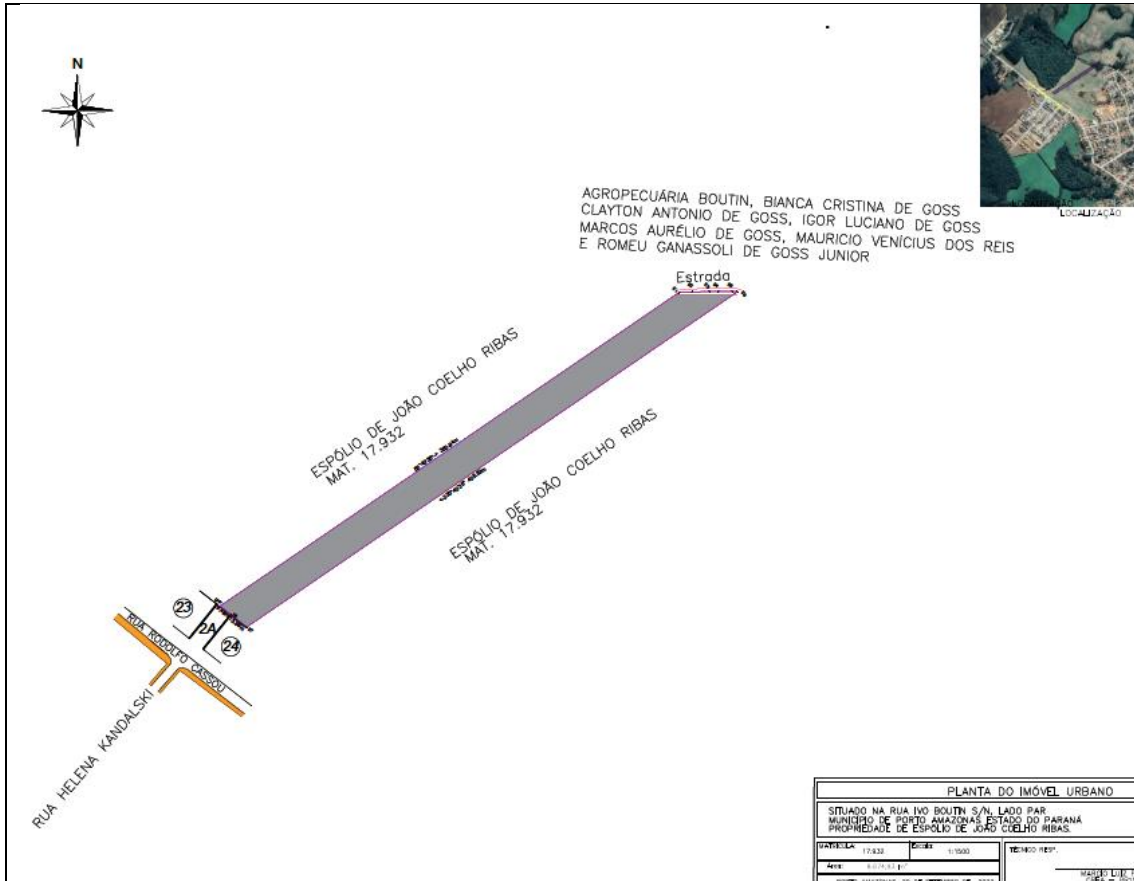 N
LOCALIZAÇÃO
LOCALIZAÇÃO
AGROPECUÁRIA BOUTIN, BIANCA CRISTINA DE GOSS
CLAYTON ANTONIO DE GOSS, IGOR LUCIANO DE GOSS
MARCOS AURÉLIO DE GOSS, MAURICIO VENÍCIUS DOS REIS
E ROMEU GANASSOLI DE GOSS JUNIOR
Estrada
ESPÓLIO DE JOÃO COELHO RIBAS
MAT. 17.932
ESPÓLIO DE JOÃO COELHO RIBAS
MAT. 17.932
23
2A
24
RUA RODOLFO CASSOU
RUA HELENA KANDALSKI
PLANTA DO IMÓVEL URBANO
SITUADO NA RUA IVO BOUTIN S/N, LADO PAR
MUNICÍPIO DE PORTO AMAZONAS ESTADO DO PARANÁ
PROPRIEDADE DE ESPÓLIO DE JOÃO COELHO RIBAS.
MATRÍCULA: 17.932
Escala: 1:1500
TÉCNICO RESP.
Área:
MARCIO LUIZ